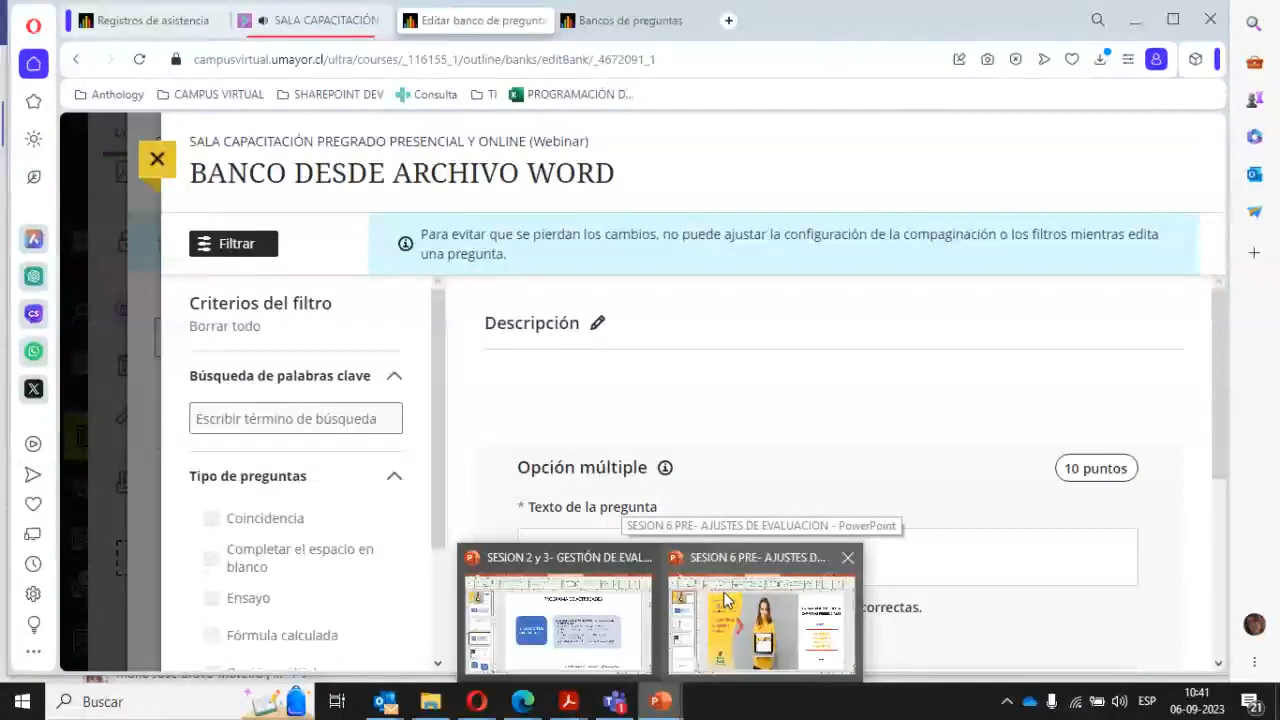 Registros de asistencia
SALA CAPACITACIÓN
Editar banco de pregunta
Bancos de preguntas
campusvirtual.umayor.cl/ultra/courses/_116155_1/outline/banks/editBank/_4672091_1
Anthology
CAMPUS VIRTUAL
SHAREPOINT DEV
Consulta
TI
PROGRAMACIÓN D...
SALA CAPACITACIÓN PREGRADO PRESENCIAL Y ONLINE (Webinar)
BANCO DESDE ARCHIVO WORD
Filtrar
Para evitar que se pierdan los cambios, no puede ajustar la configuración de la compaginación o los filtros mientras edita
una pregunta.
Criterios del filtro
Borrar todo
Búsqueda de palabras clave
Escribir término de búsqueda
Tipo de preguntas
Coincidencia
Completar el espacio en
blanco
Ensayo
Fórmula calculada
Descripción
Opción múltiple
10 puntos
* Texto de la pregunta
SESION 6 PRE- AJUSTES DE EVALUACION - PowerPoint
SESION 2 y 3- GESTIÓN DE EVAL...
SESION 6 PRE- AJUSTES D...
PROGRAMA DE ACTIVIDADES
correctas.
CS
Buscar
ESP
10:41
06-09-2023
21